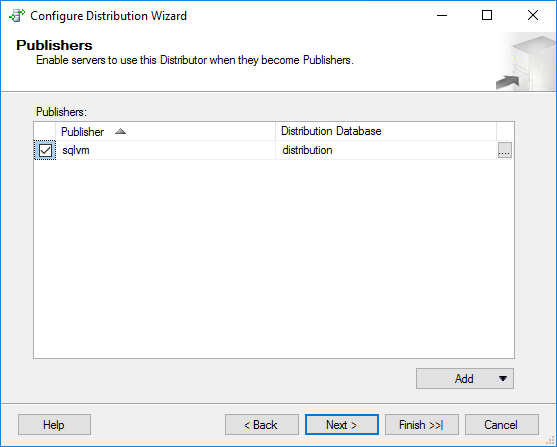 Configure Distribution Wizard
Publishers
Enable servers to use this Distributor when they become Publishers.
Publishers:
Publisher Distribution Database
sqlvm distribution ....
Add
Help < Back Next > Finish >>| Cancel